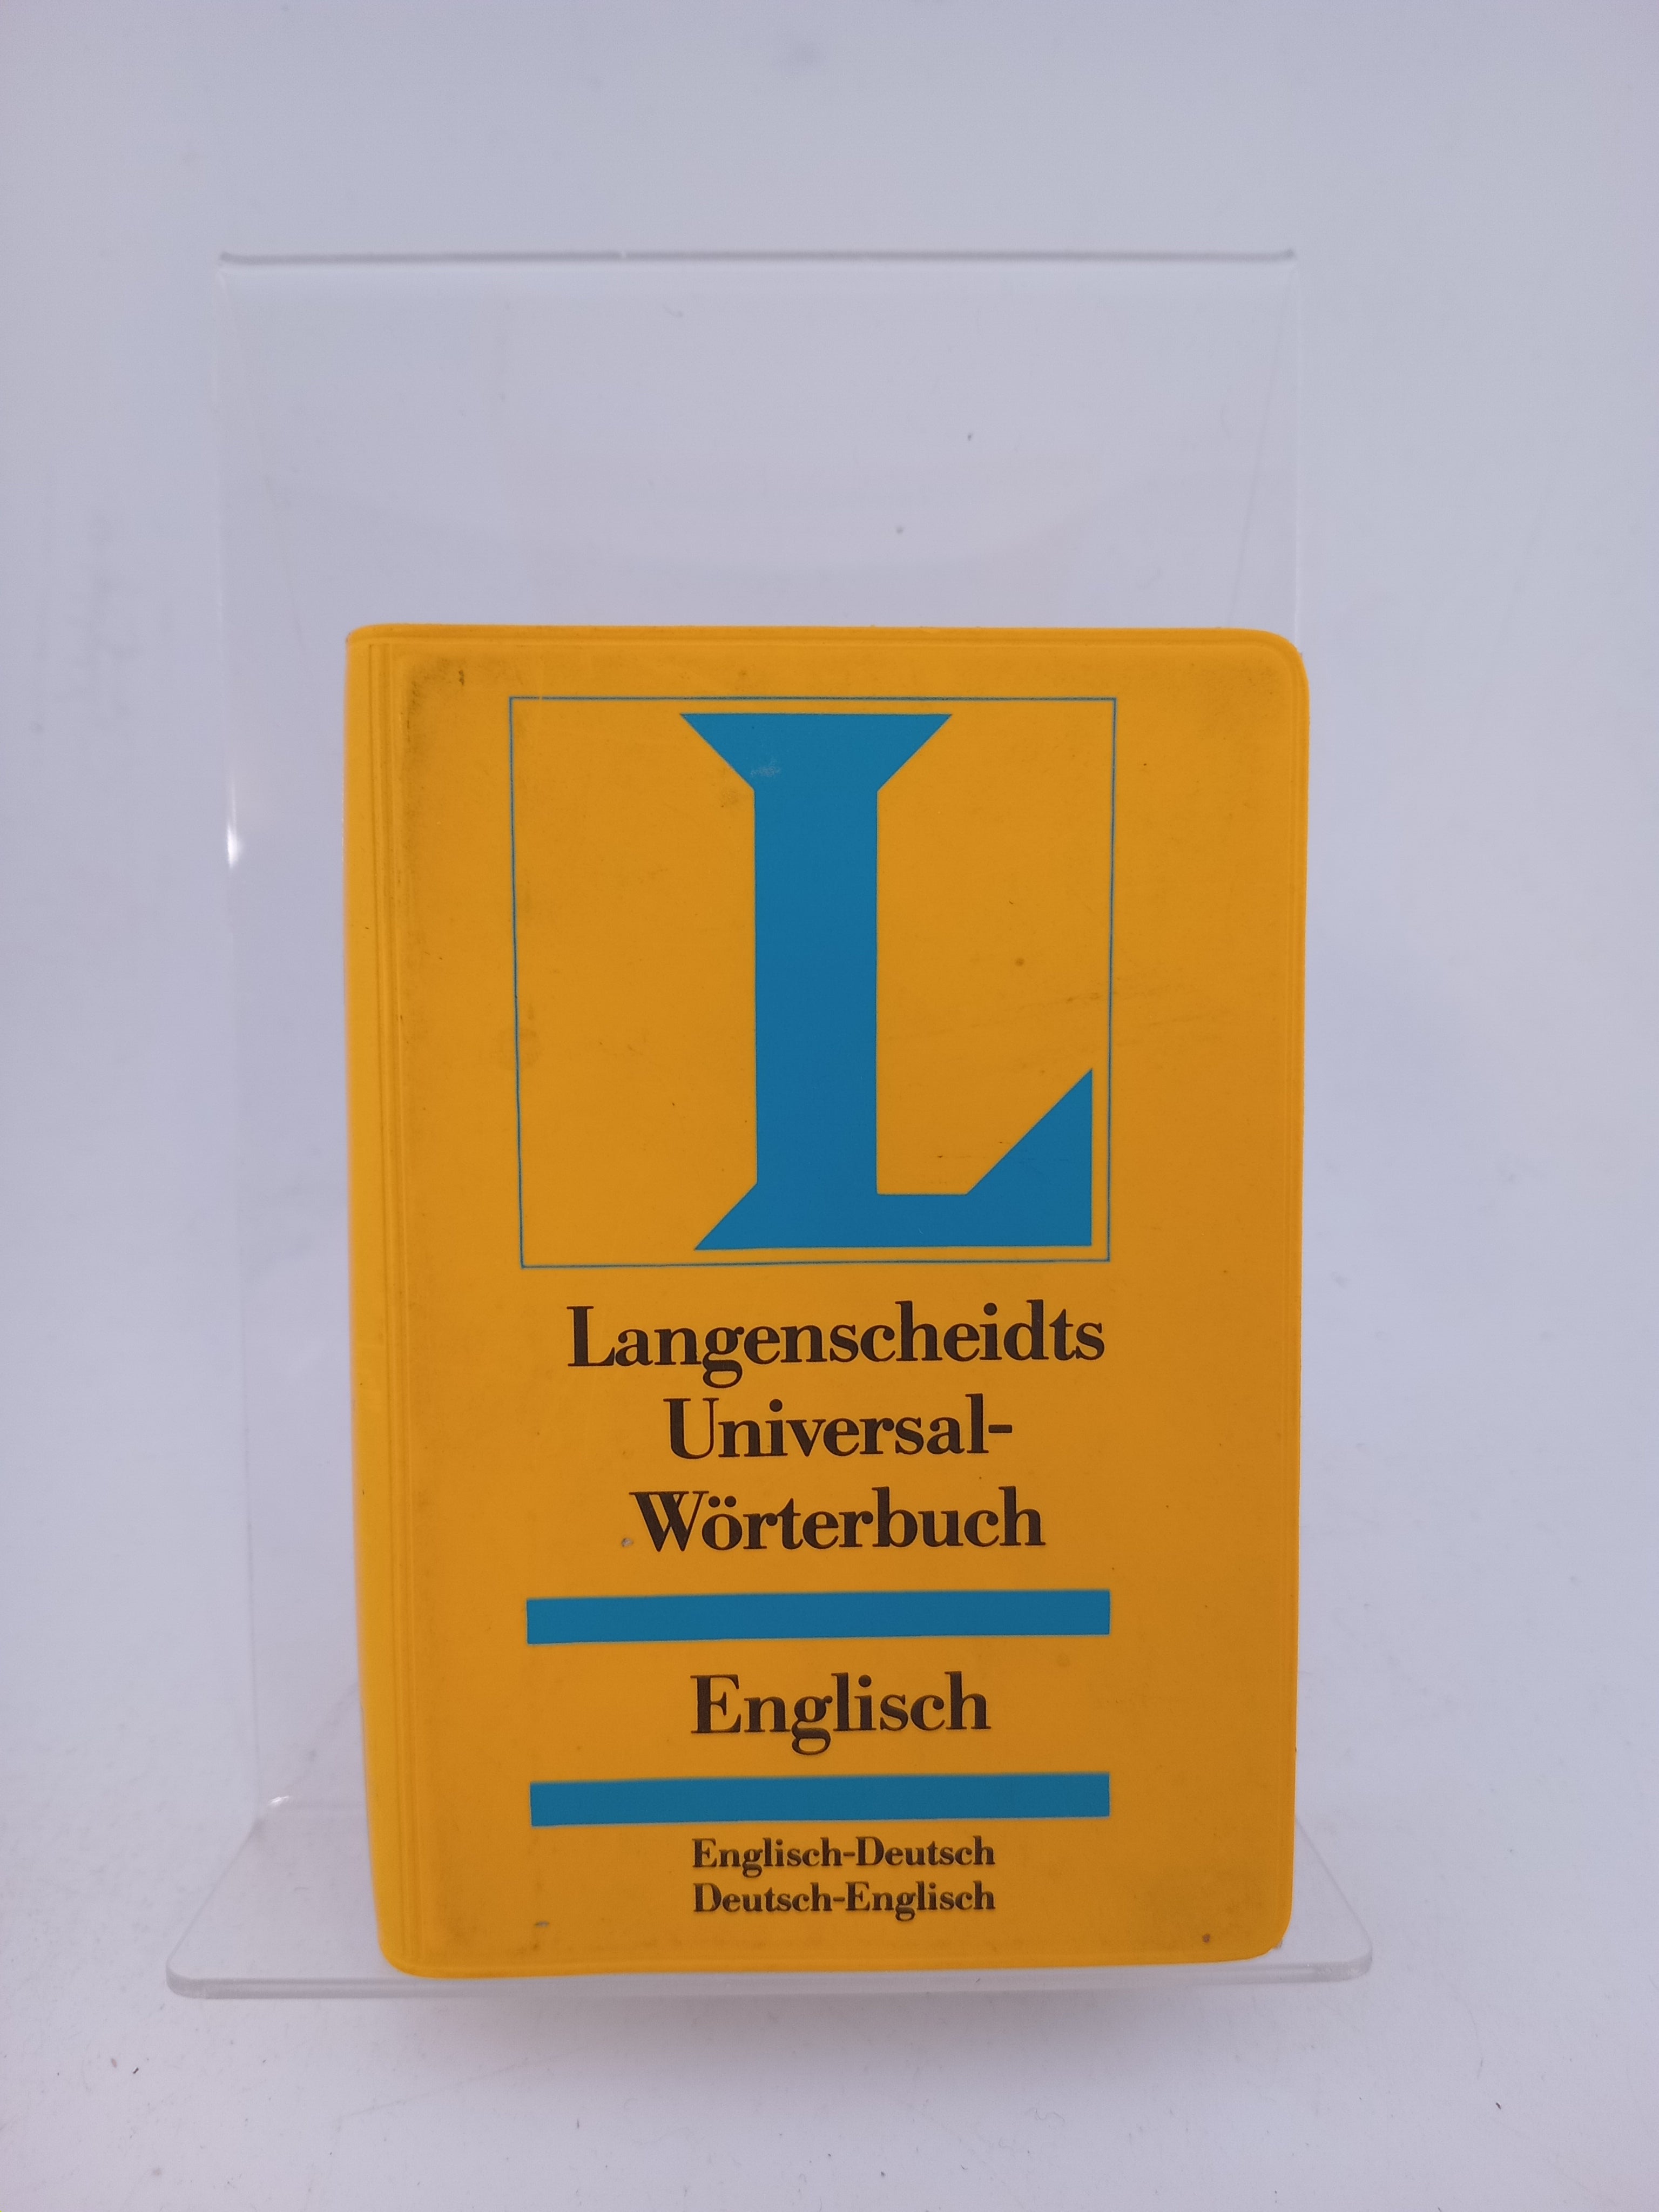 L
Langenscheidts
Universal-
Wörterbuch
Englisch
Englisch-Deutsch
Deutsch-Englisch